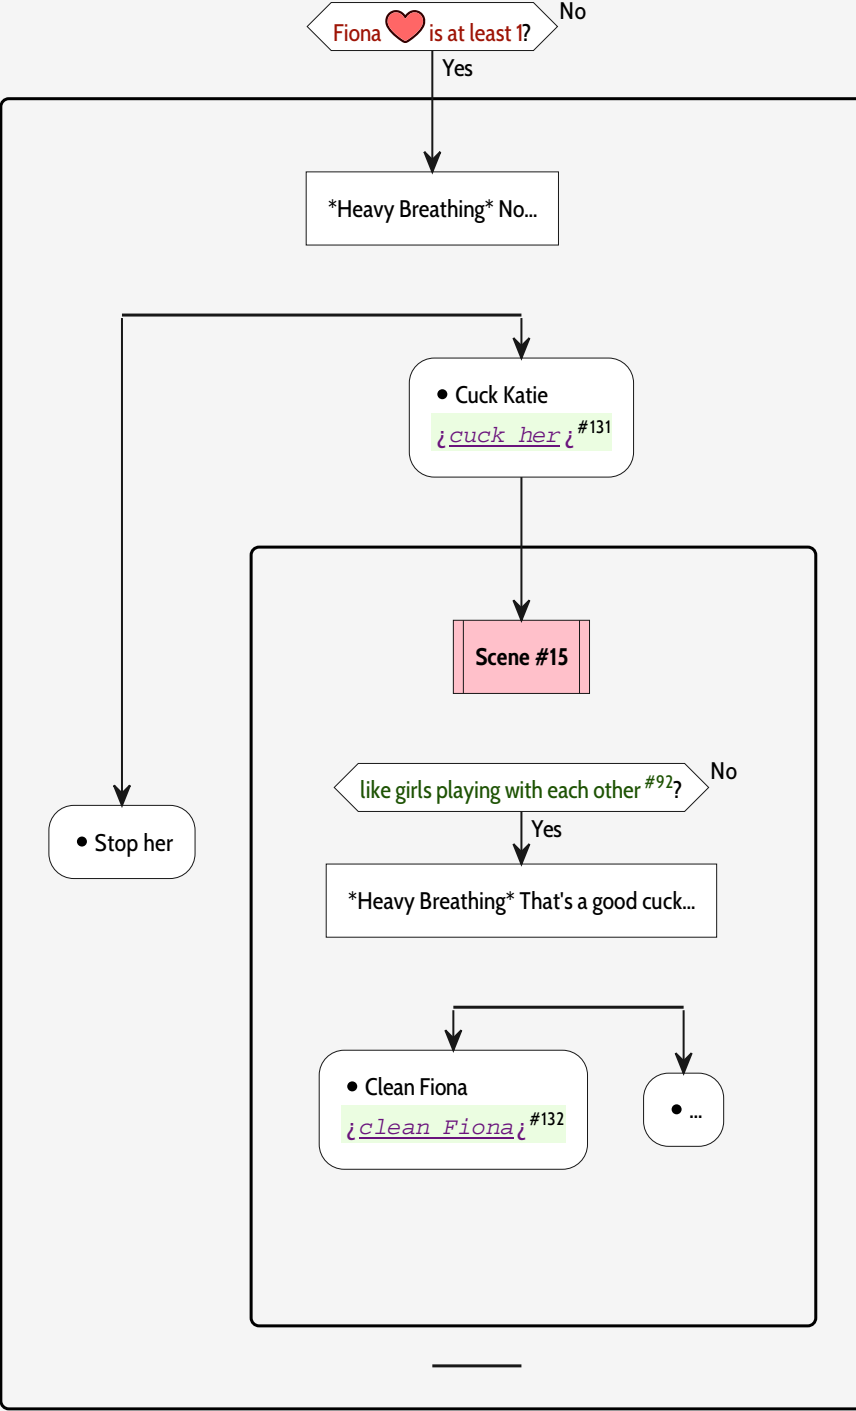 Fiona ❤ is at least 1?
No
Yes
*Heavy Breathing* No...
• Cuck Katie
¿cuck her¿#131
Scene #15
like girls playing with each other #92?
No
Yes
• Stop her
*Heavy Breathing* That's a good cuck...
• Clean Fiona
¿clean Fiona¿#132
• ...